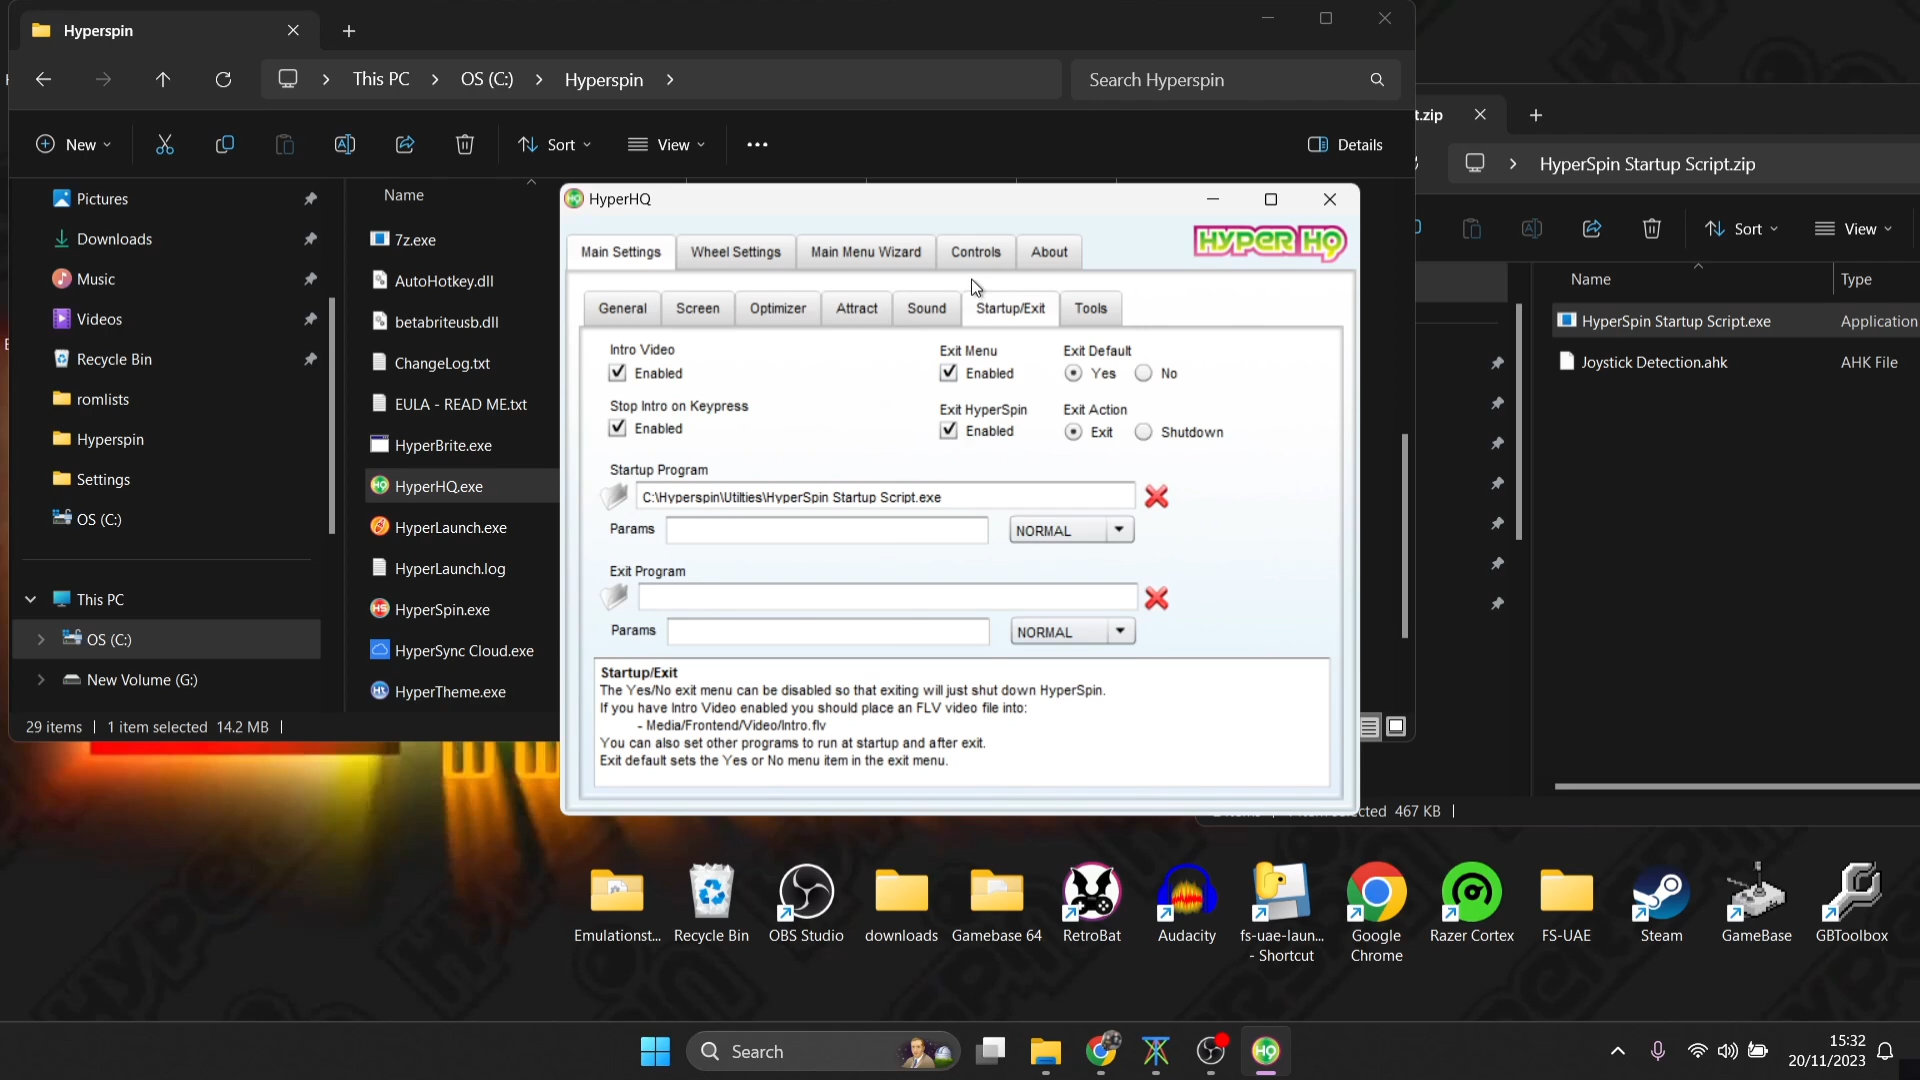 Hyperspin
This PC
OS (C:)
Hyperspin
Search Hyperspin
New
Sort
View
Details
Pictures
Downloads
Music
Videos
Recycle Bin
romlists
Hyperspin
Settings
OS (C:)
This PC
OS (C:)
New Volume (G:)
29 items
1 item selected 14.2 MB
Name
7z.exe
AutoHotkey.dll
betabriteusb.dll
ChangeLog.txt
EULA - READ ME.txt
HyperBrite.exe
HyperHQ.exe
HyperLaunch.exe
HyperLaunch.log
HyperSpin.exe
HyperSync Cloud.exe
HyperTheme.exe
HyperHQ
HYPER HQ
Main Settings
Wheel Settings
Main Menu Wizard
Controls
About
General
Screen
Optimizer
Attract
Sound
Startup/Exit
Tools
Intro Video
Enabled
Stop Intro on Keypress
Enabled
Exit Menu
Enabled
Exit Default
Yes
No
Exit HyperSpin
Enabled
Exit Action
Exit
Shutdown
Startup Program
C:\Hyperspin\Utilties\HyperSpin Startup Script.exe
Params
NORMAL
Exit Program
Params
NORMAL
Startup/Exit
The Yes/No exit menu can be disabled so that exiting will just shut down HyperSpin.
If you have Intro Video enabled you should place an FLV video file into:
- Media/Frontend/Video/Intro.flv
You can also set other programs to run at startup and after exit.
Exit default sets the Yes or No menu item in the exit menu.
t.zip
HyperSpin Startup Script.zip
Sort
View
Name
Type
HyperSpin Startup Script.exe
Application
Joystick Detection.ahk
AHK File
467 KB
Emulationst...
Recycle Bin
OBS Studio
downloads
Gamebase 64
RetroBat
Audacity
fs-uae-laun...
- Shortcut
Google
Chrome
Razer Cortex
FS-UAE
Steam
GameBase
GBToolbox
Search
15:32
20/11/2023